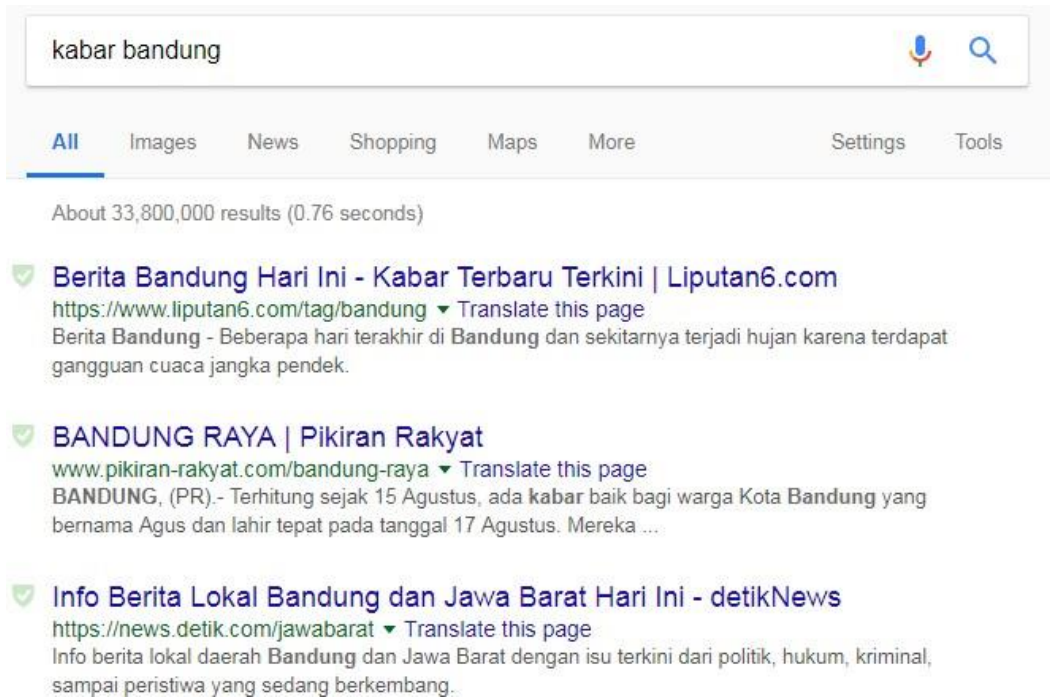 kabar bandung
All Images News Shopping Maps More Settings Tools
About 33,800,000 results (0.76 seconds)
Berita Bandung Hari Ini - Kabar Terbaru Terkini | Liputan6.com
https://www.liputan6.com/tag/bandung Translate this page
Berita Bandung - Beberapa hari terakhir di Bandung dan sekitarnya terjadi hujan karena terdapat
gangguan cuaca jangka pendek.
BANDUNG RAYA | Pikiran Rakyat
www.pikiran-rakyat.com/bandung-raya Translate this page
BANDUNG, (PR).- Terhitung sejak 15 Agustus, ada kabar baik bagi warga Kota Bandung yang
bernama Agus dan lahir tepat pada tanggal 17 Agustus. Mereka ...
Info Berita Lokal Bandung dan Jawa Barat Hari Ini - detikNews
https://news.detik.com/jawabarat Translate this page
Info berita lokal daerah Bandung dan Jawa Barat dengan isu terkini dari politik, hukum, kriminal,
sampai peristiwa yang sedang berkembang.